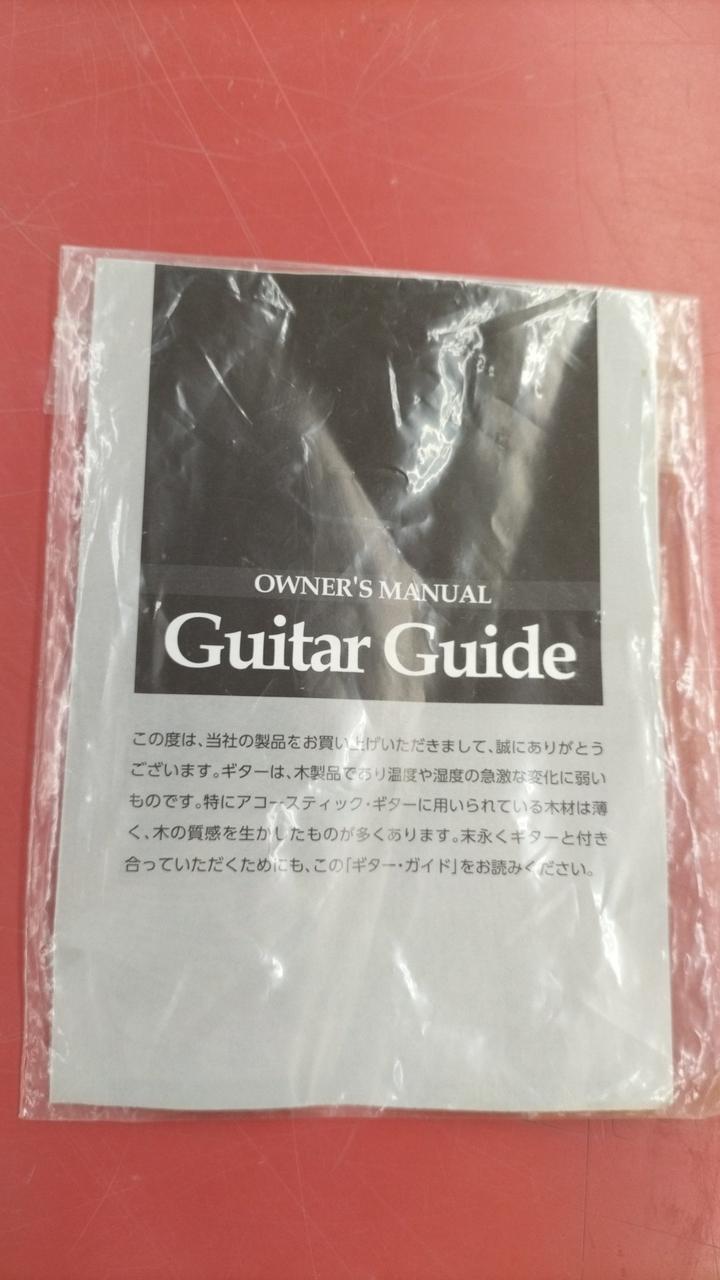 OWNER'S MANUAL
Guitar Guide
この度は、当社の製品をお買い上げいただきまして、誠にありがとう
ございます。ギターは、木製品であり温度や湿度の急激な変化に弱い
ものです。特にアコースティック・ギターに用いられている木材は薄
く、木の質感を生かしたものが多くあります。末永くギターと付き
合っていただくためにも、この「ギター・ガイド」をお読みください。